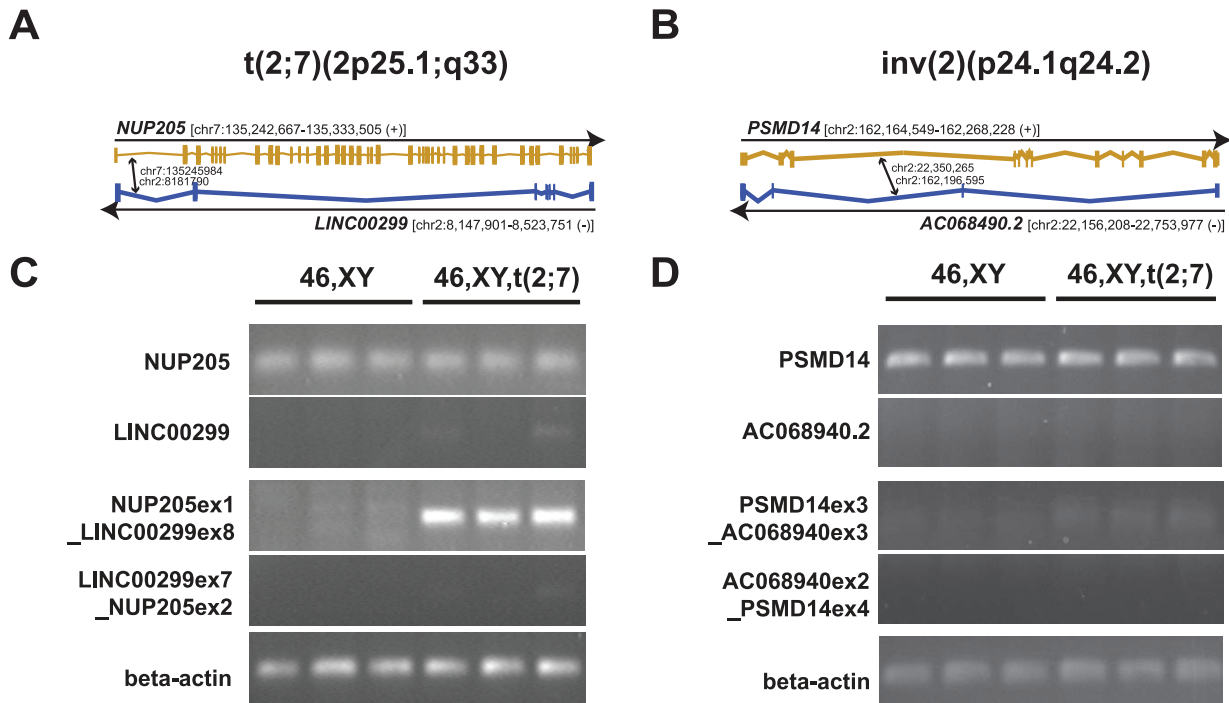 A
t(2;7)(2p25.1;q33)
NUP205 [chr7:135,242,667-135,333,505 (+)]
chr7:135245984
chr2:8181790
LINC00299 [chr2:8,147,901-8,523,751 (-)]
B
inv(2)(p24.1q24.2)
PSMD14 [chr2:162,164,549-162,268,228 (+)]
chr2:22,350,265
chr2:162,196,595
AC068490.2 [chr2:22,156,208-22,753,977 (-)]
C
46,XY 46,XY,t(2;7)
NUP205
LINC00299
NUP205ex1
_LINC00299ex8
LINC00299ex7
_NUP205ex2
beta-actin
D
46,XY 46,XY,t(2;7)
PSMD14
AC068940.2
PSMD14ex3
_AC068940ex3
AC068940ex2
_PSMD14ex4
beta-actin